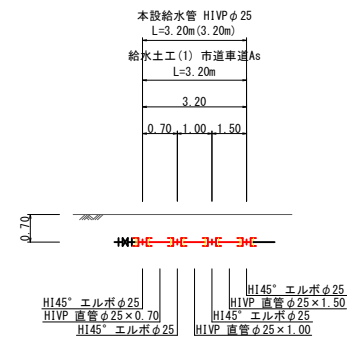 本設給水管 HIVPφ25
L=3.20m(3.20m)
給水土工(1) 市道車道As
L=3.20m
3.20
0.70 1.00 1.50
0.70
HI45° エルボφ25
HI45° エルボφ25
HIVP 直管φ25×1.50
HIVP 直管φ25×0.70
HI45° エルボφ25
HI45° エルボφ25
HIVP 直管φ25×1.00